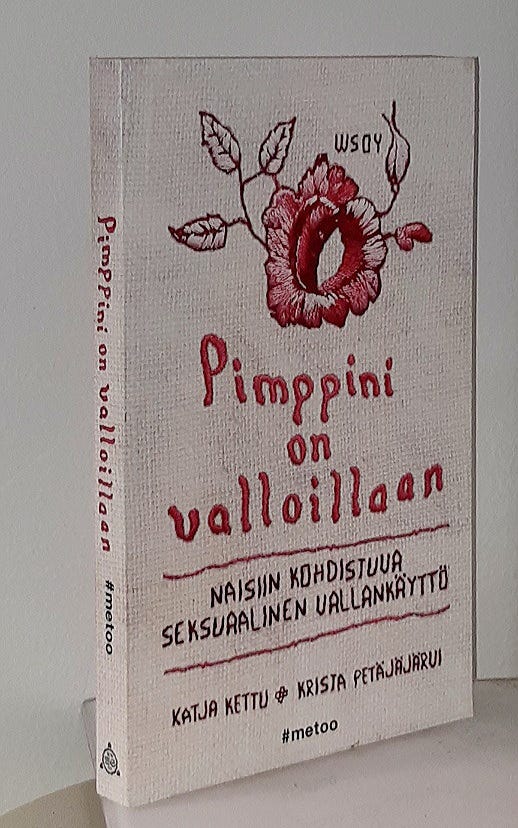 WSOY
Pimppini
on
valloillaan
NAISIIN KOHDISTUVA
SEKSUAALINEN VALLANKÄYTTÖ
KATJA KETTU KRISTA PETÄJÄJÄRVI
#metoo
Pimppini on valloillaan #metoo